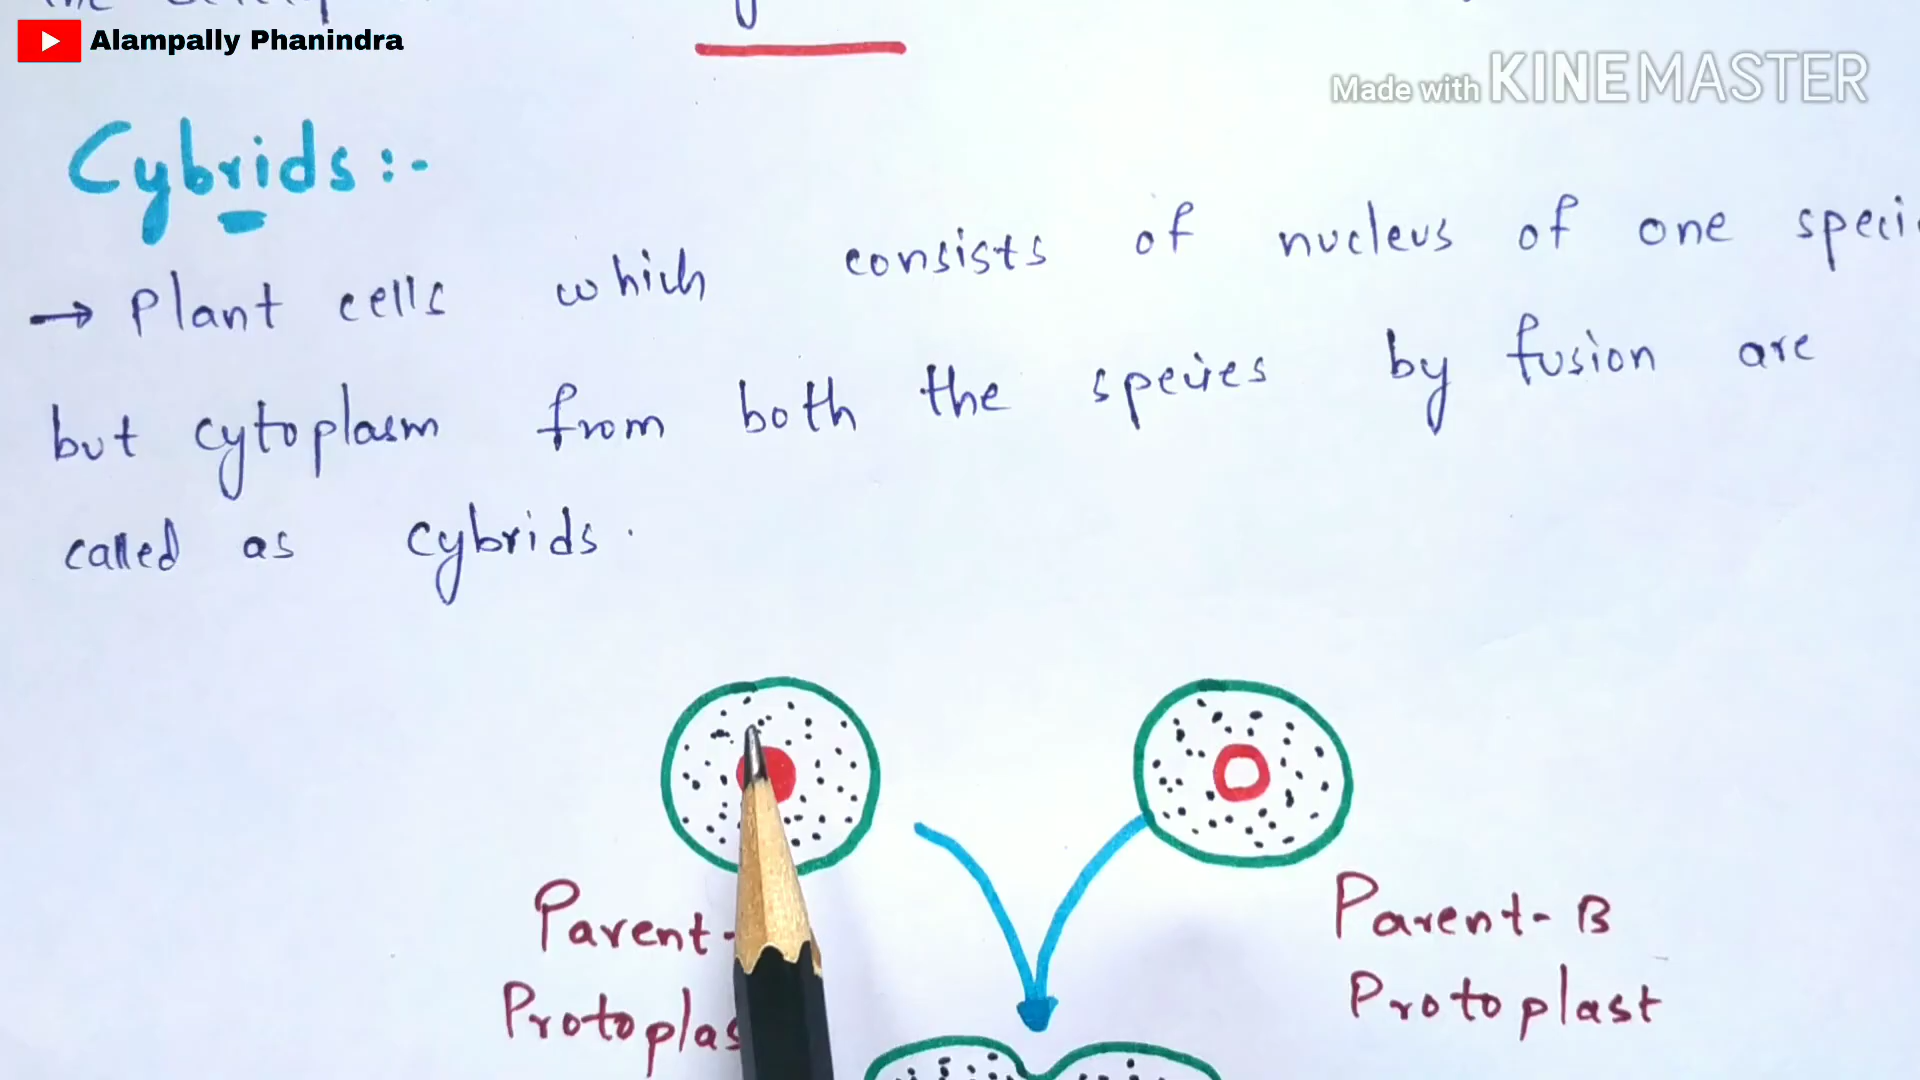 Alampally Phanindra
Made with KINEMASTER
Cybrids:-
→ Plant cells which consists of nucleus of one speci
but cytoplasm from both the species by fusion are
called as cybrids.
Parent-
Protoplas
Parent-B
Protoplast